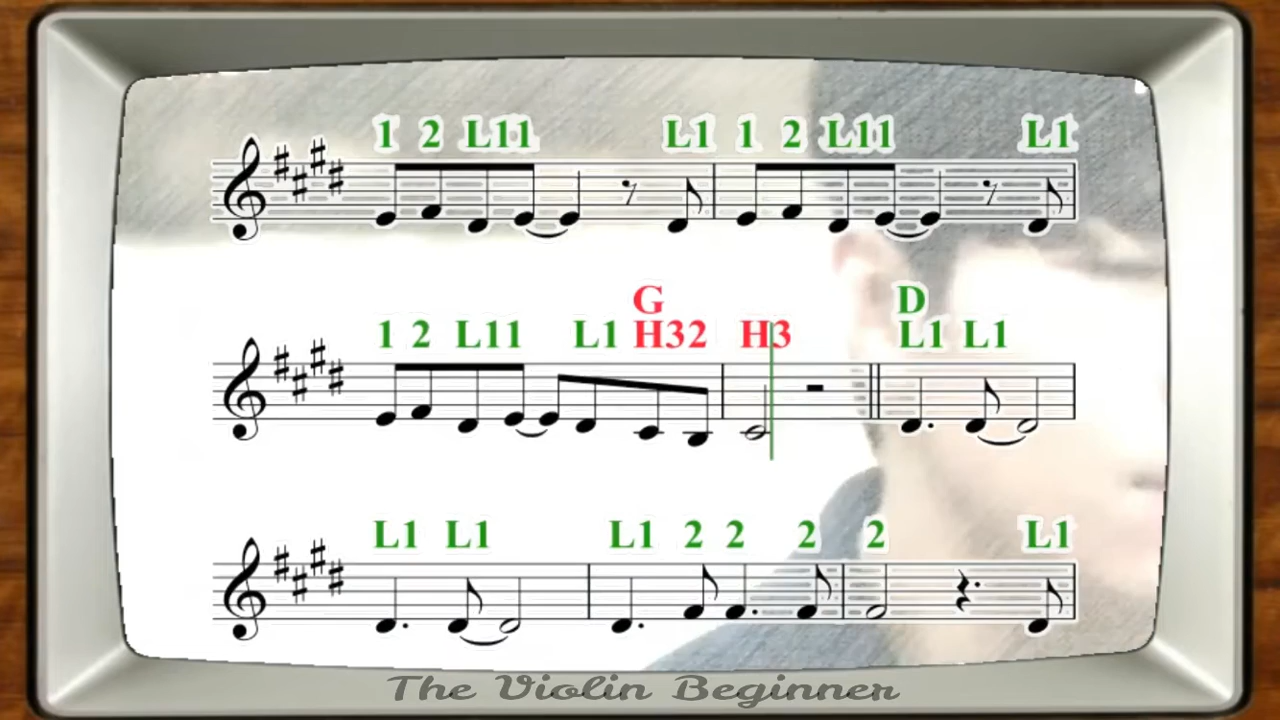 1 2 L11 L1 1 2 L11 L1
G D
1 2 L11 L1 H32 H3 L1 L1
L1 L1 L1 2 2 2 2 L1
The Violin Beginner